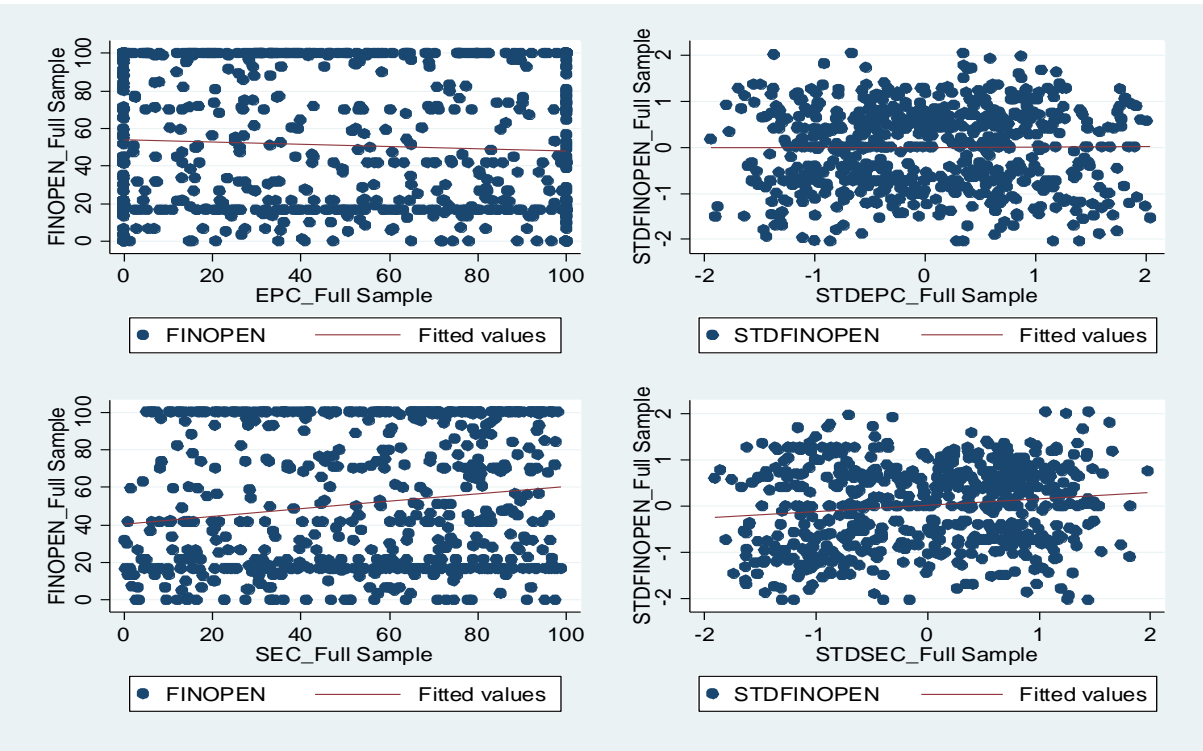 FINOPEN_Full Sample
100
80
60
40
20
0
0 20 40 60 80 100
EPC_Full Sample
FINOPEN Fitted values
STDFINOPEN_Full Sample
2
1
0
-1
-2
-2 -1 0 1 2
STDEPC_Full Sample
STDFINOPEN Fitted values
FINOPEN_Full Sample
100
80
60
40
20
0
0 20 40 60 80 100
SEC_Full Sample
FINOPEN Fitted values
STDFINOPEN_Full Sample
2
1
0
-1
-2
-2 -1 0 1 2
STDSEC_Full Sample
STDFINOPEN Fitted values